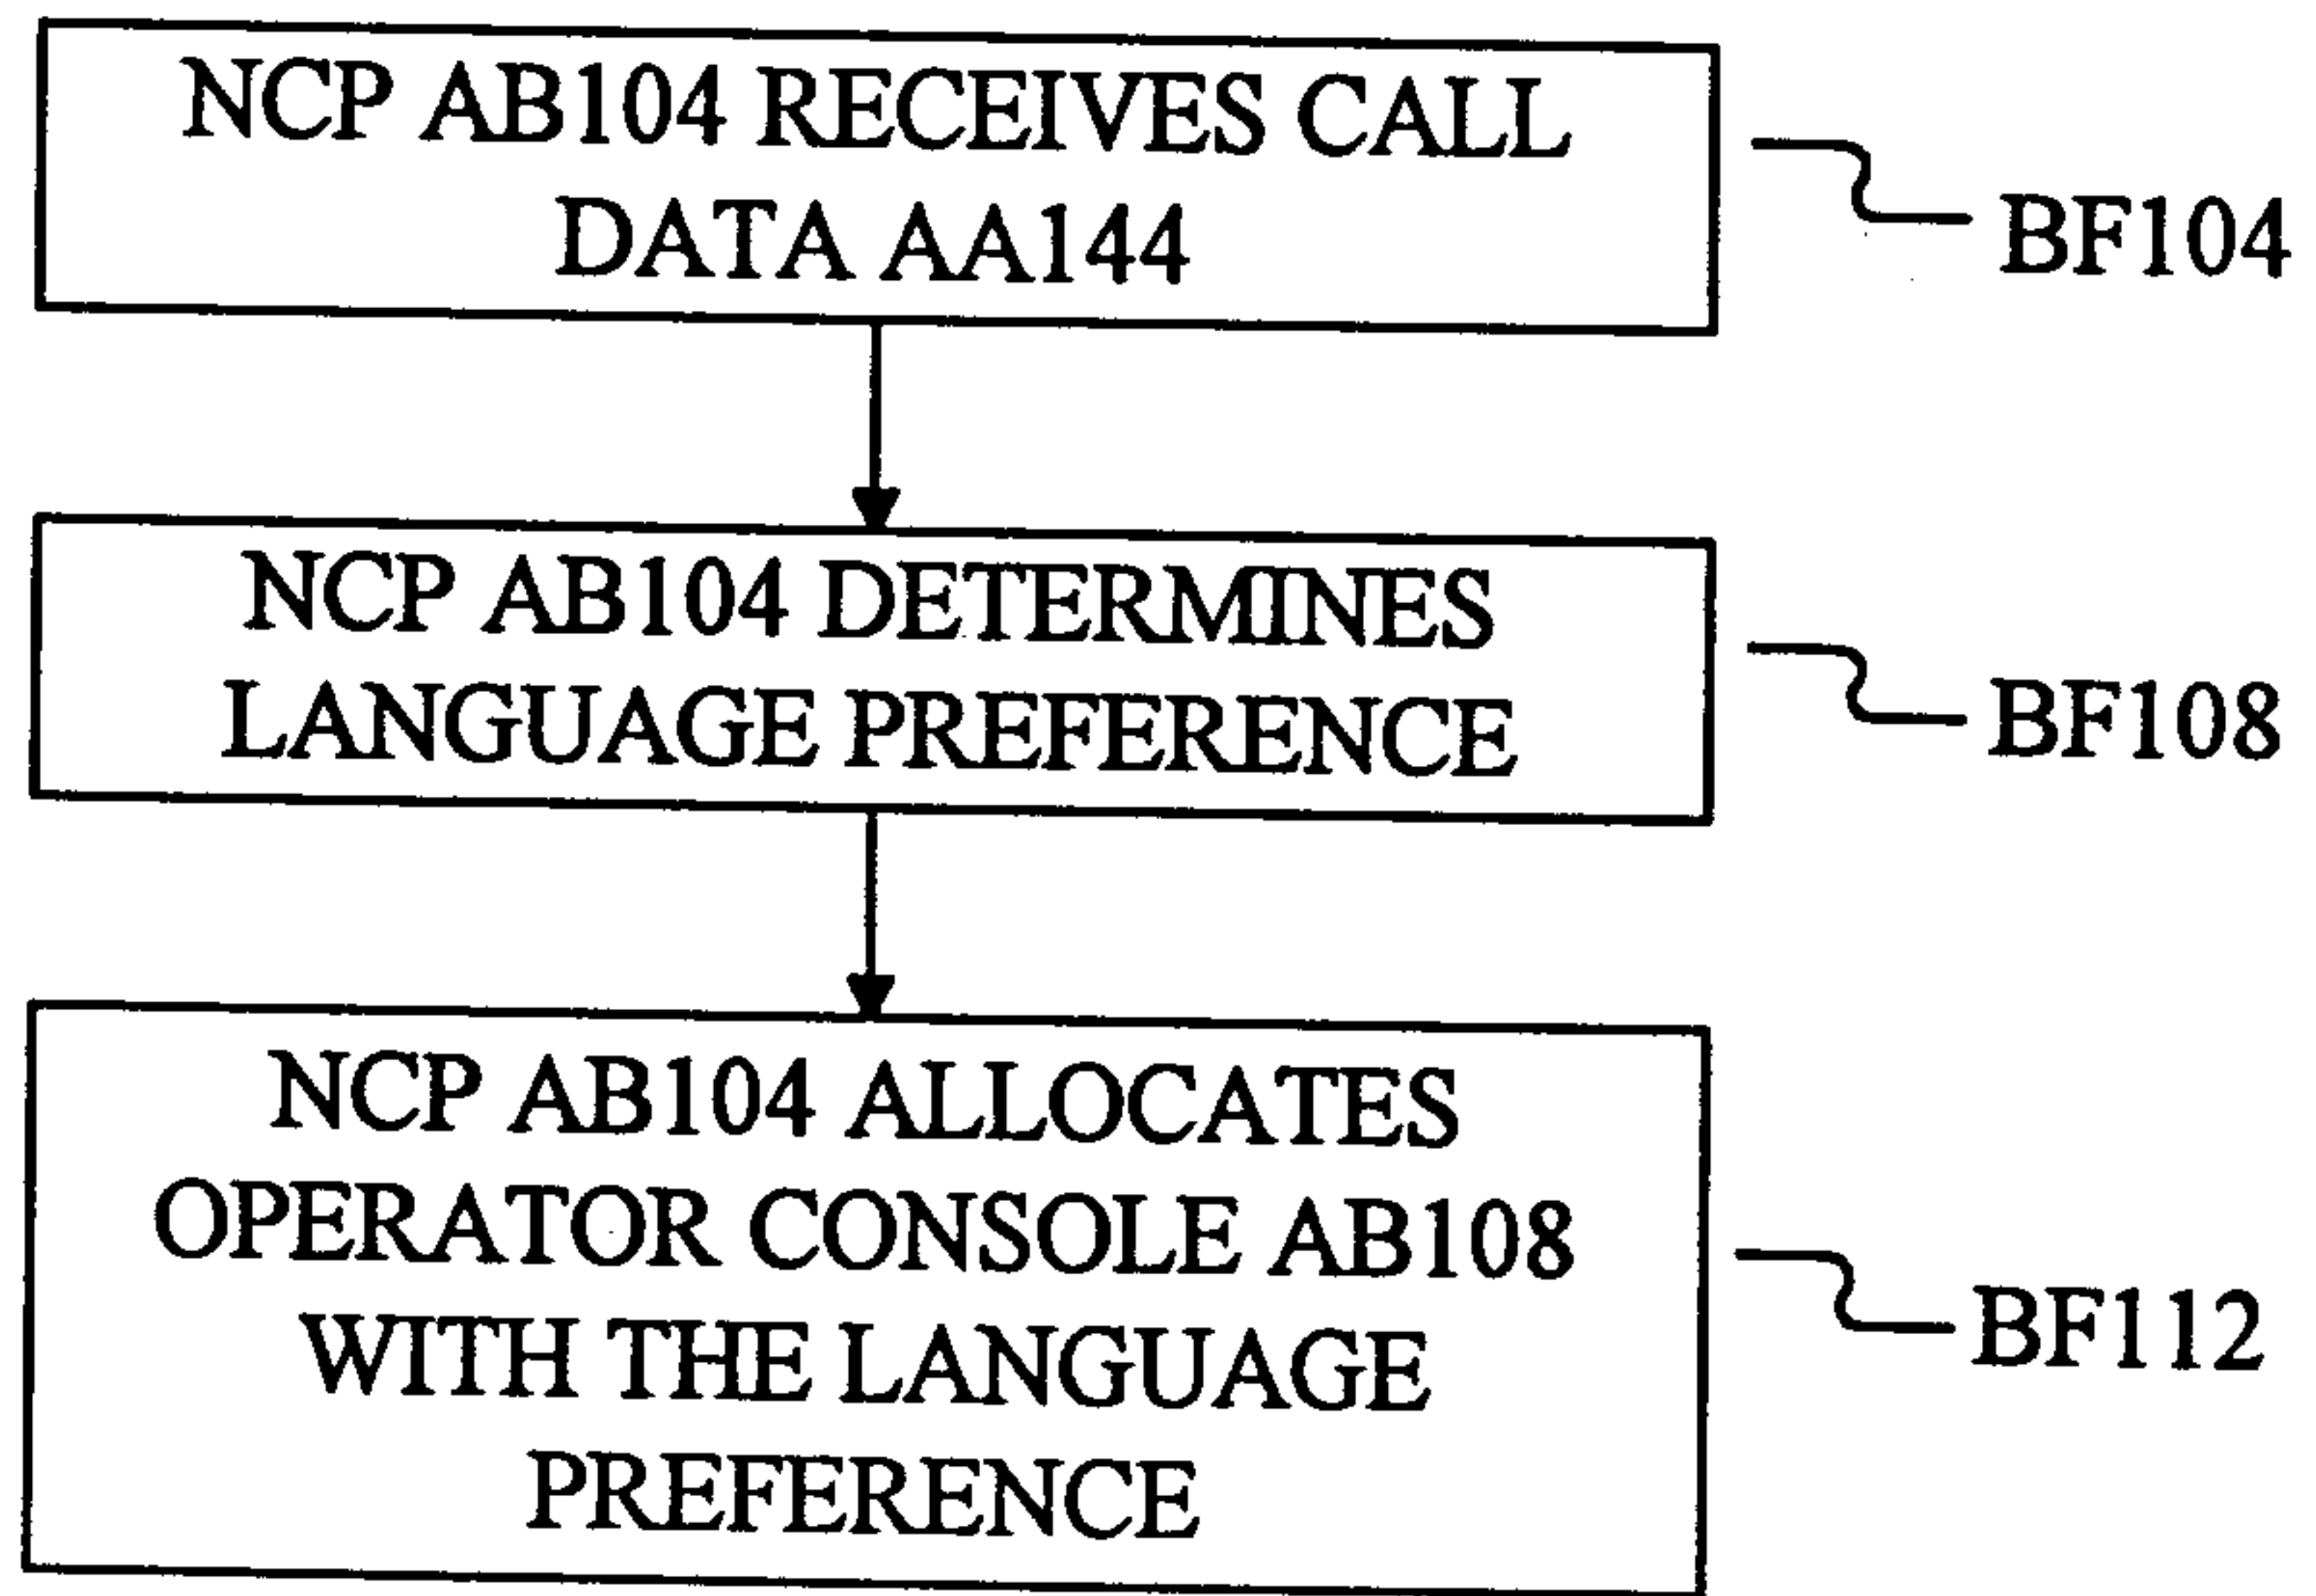 NCP AB104 RECEIVES CALL
DATA AA144
BF104
NCP AB104 DETERMINES
LANGUAGE PREFERENCE
BF108
NCP AB104 ALLOCATES
OPERATOR CONSOLE AB108
WITH THE LANGUAGE
PREFERENCE
BF112